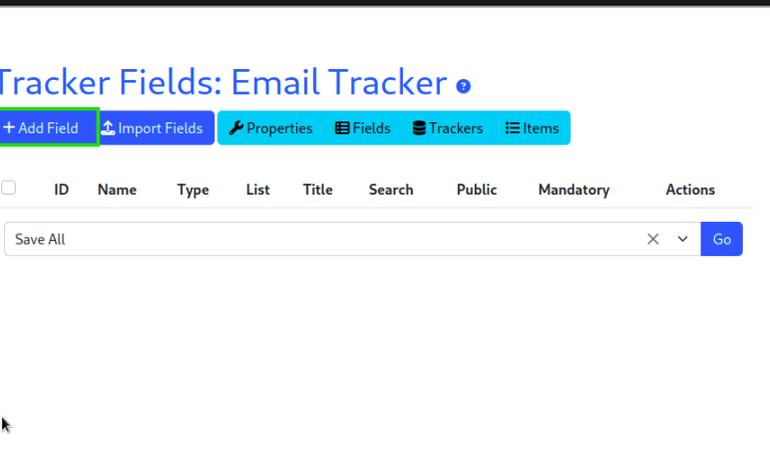 Tracker Fields: Email Tracker ?
+ Add Field Import Fields Properties Fields Trackers Items
ID Name Type List Title Search Public Mandatory Actions
Save All Go